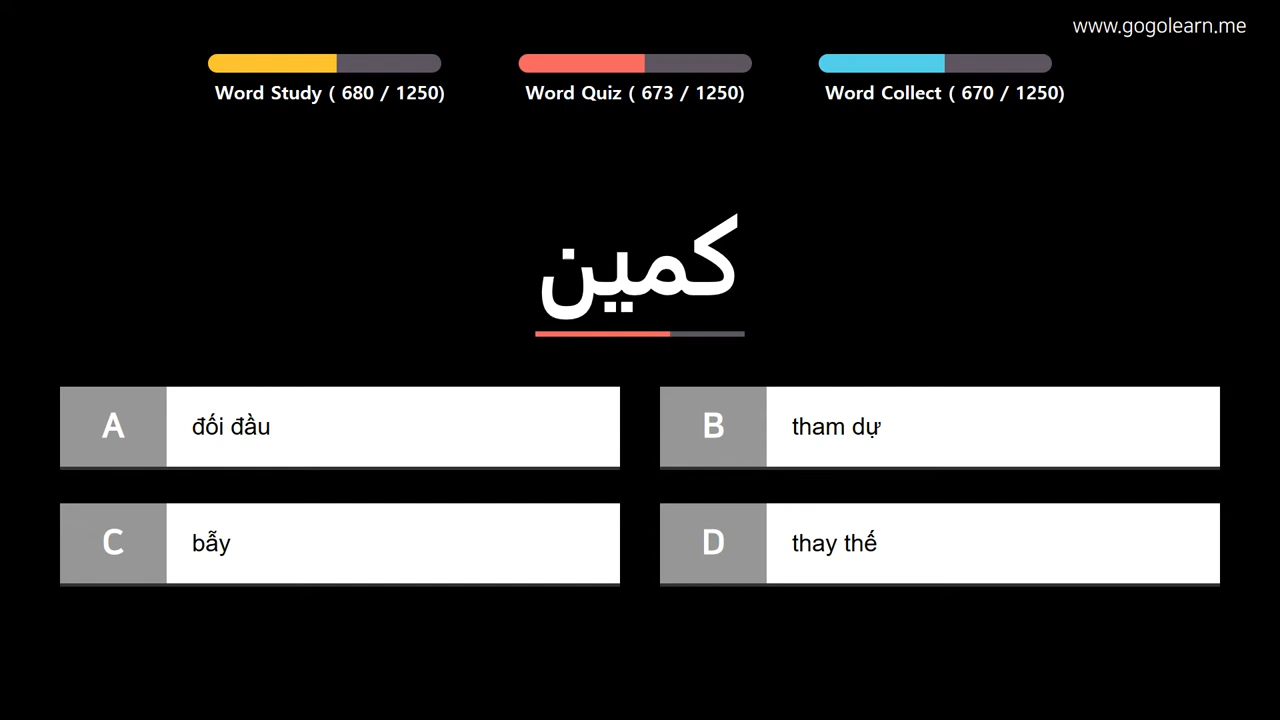 www.gogolearn.me
Word Study ( 680 / 1250)
Word Quiz ( 673 / 1250)
Word Collect ( 670 / 1250)
كمين
A
đối đầu
B
tham dự
C
bẫy
D
thay thế